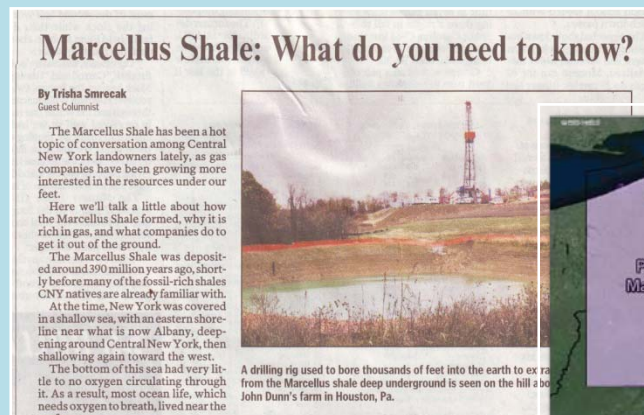 Marcellus Shale: What do you need to know?
By Trisha Smrecak
Guest Columnist
The Marcellus Shale has been a hot
topic of conversation among Central
New York landowners lately, as gas
companies have been growing more
interested in the resources under our
feet.
Here we'll talk a little about how
the Marcellus Shale formed, why it is
rich in gas, and what companies do to
get it out of the ground.
The Marcellus Shale was deposit-
ed around 390 million years ago, short-
ly before many of the fossil-rich shales
CNY natives are already familiar with.
At the time, New York was covered
in a shallow sea, with an eastern shore-
line near what is now Albany, deep-
ening around Central New York, then
shallowing again toward the west.
The bottom of this sea had very lit-
tle to no oxygen circulating through
it. As a result, most ocean life, which
needs oxygen to breath, lived near the
A drilling rig used to bore thousands of feet into the earth to
from the Marcellus shale deep underground is seen on the hill
John Dunn's farm in Houston, Pa.